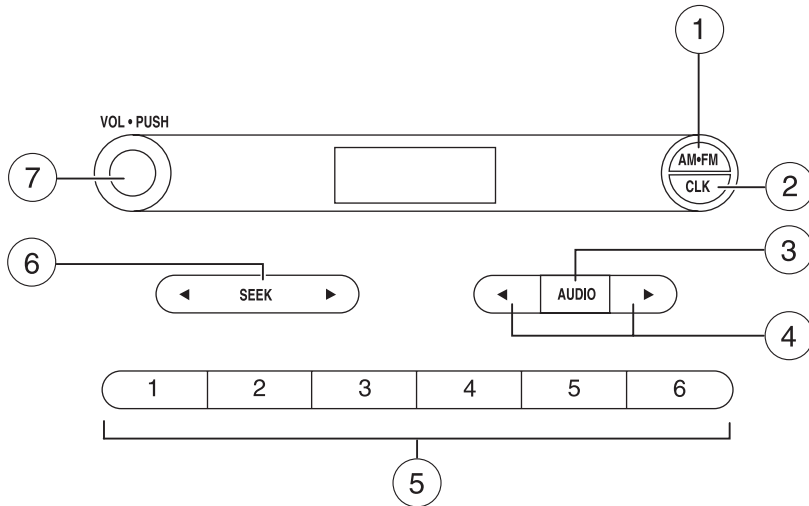 1
VOL • PUSH
AM•FM
7
CLK
2
6
3
◄ SEEK ►
◄ AUDIO ►
4
1 2 3 4 5 6
5